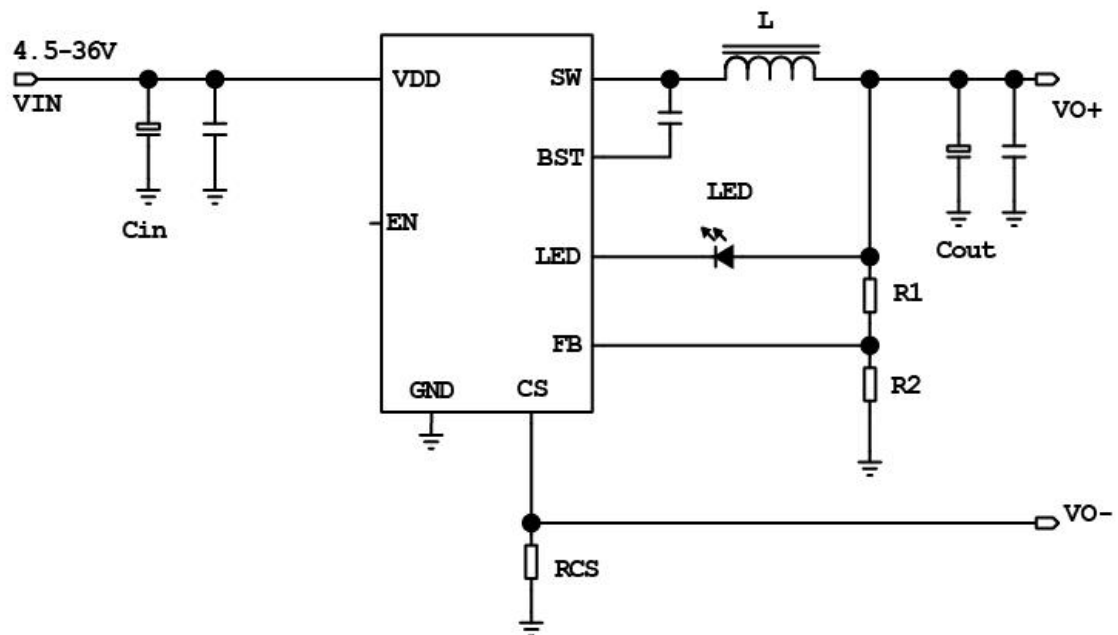 L
4.5-36V
VIN
VDD
SW
VO+
BST
LED
Cin
EN
LED
Cout
R1
FB
R2
GND
CS
VO-
RCS